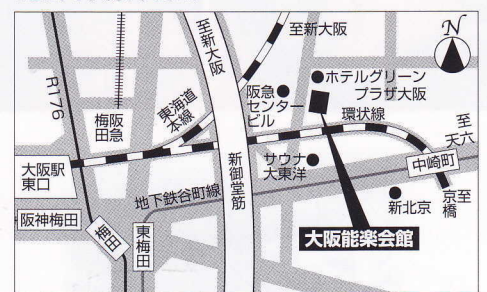 至新大阪
至新大阪
N
R176
阪急
梅田
東海道
本線
阪急
センター
ビル
ホテルグリーン
プラザ大阪
環状線
至
天六
大阪駅
東口
新御堂筋
サウナ
大東洋
中崎町
地下鉄谷町線
新北京
至
京橋
阪神梅田
梅田
東梅田
大阪能楽会館